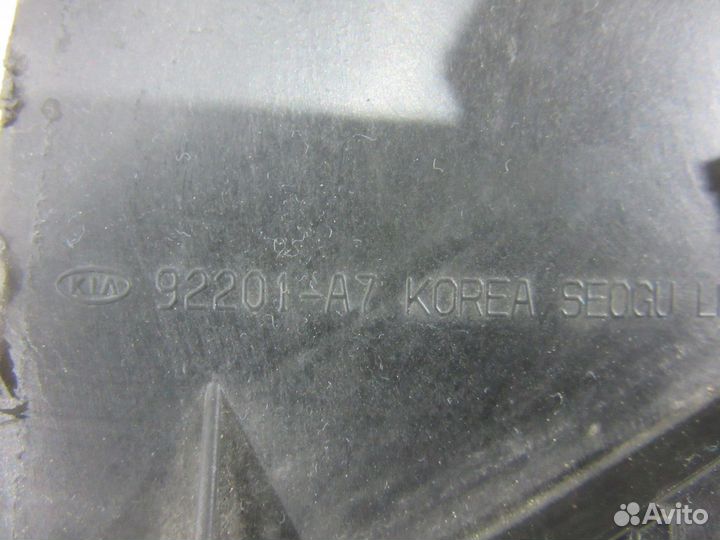 KIA 92201-A7 KOREA SEOGU L
Avito